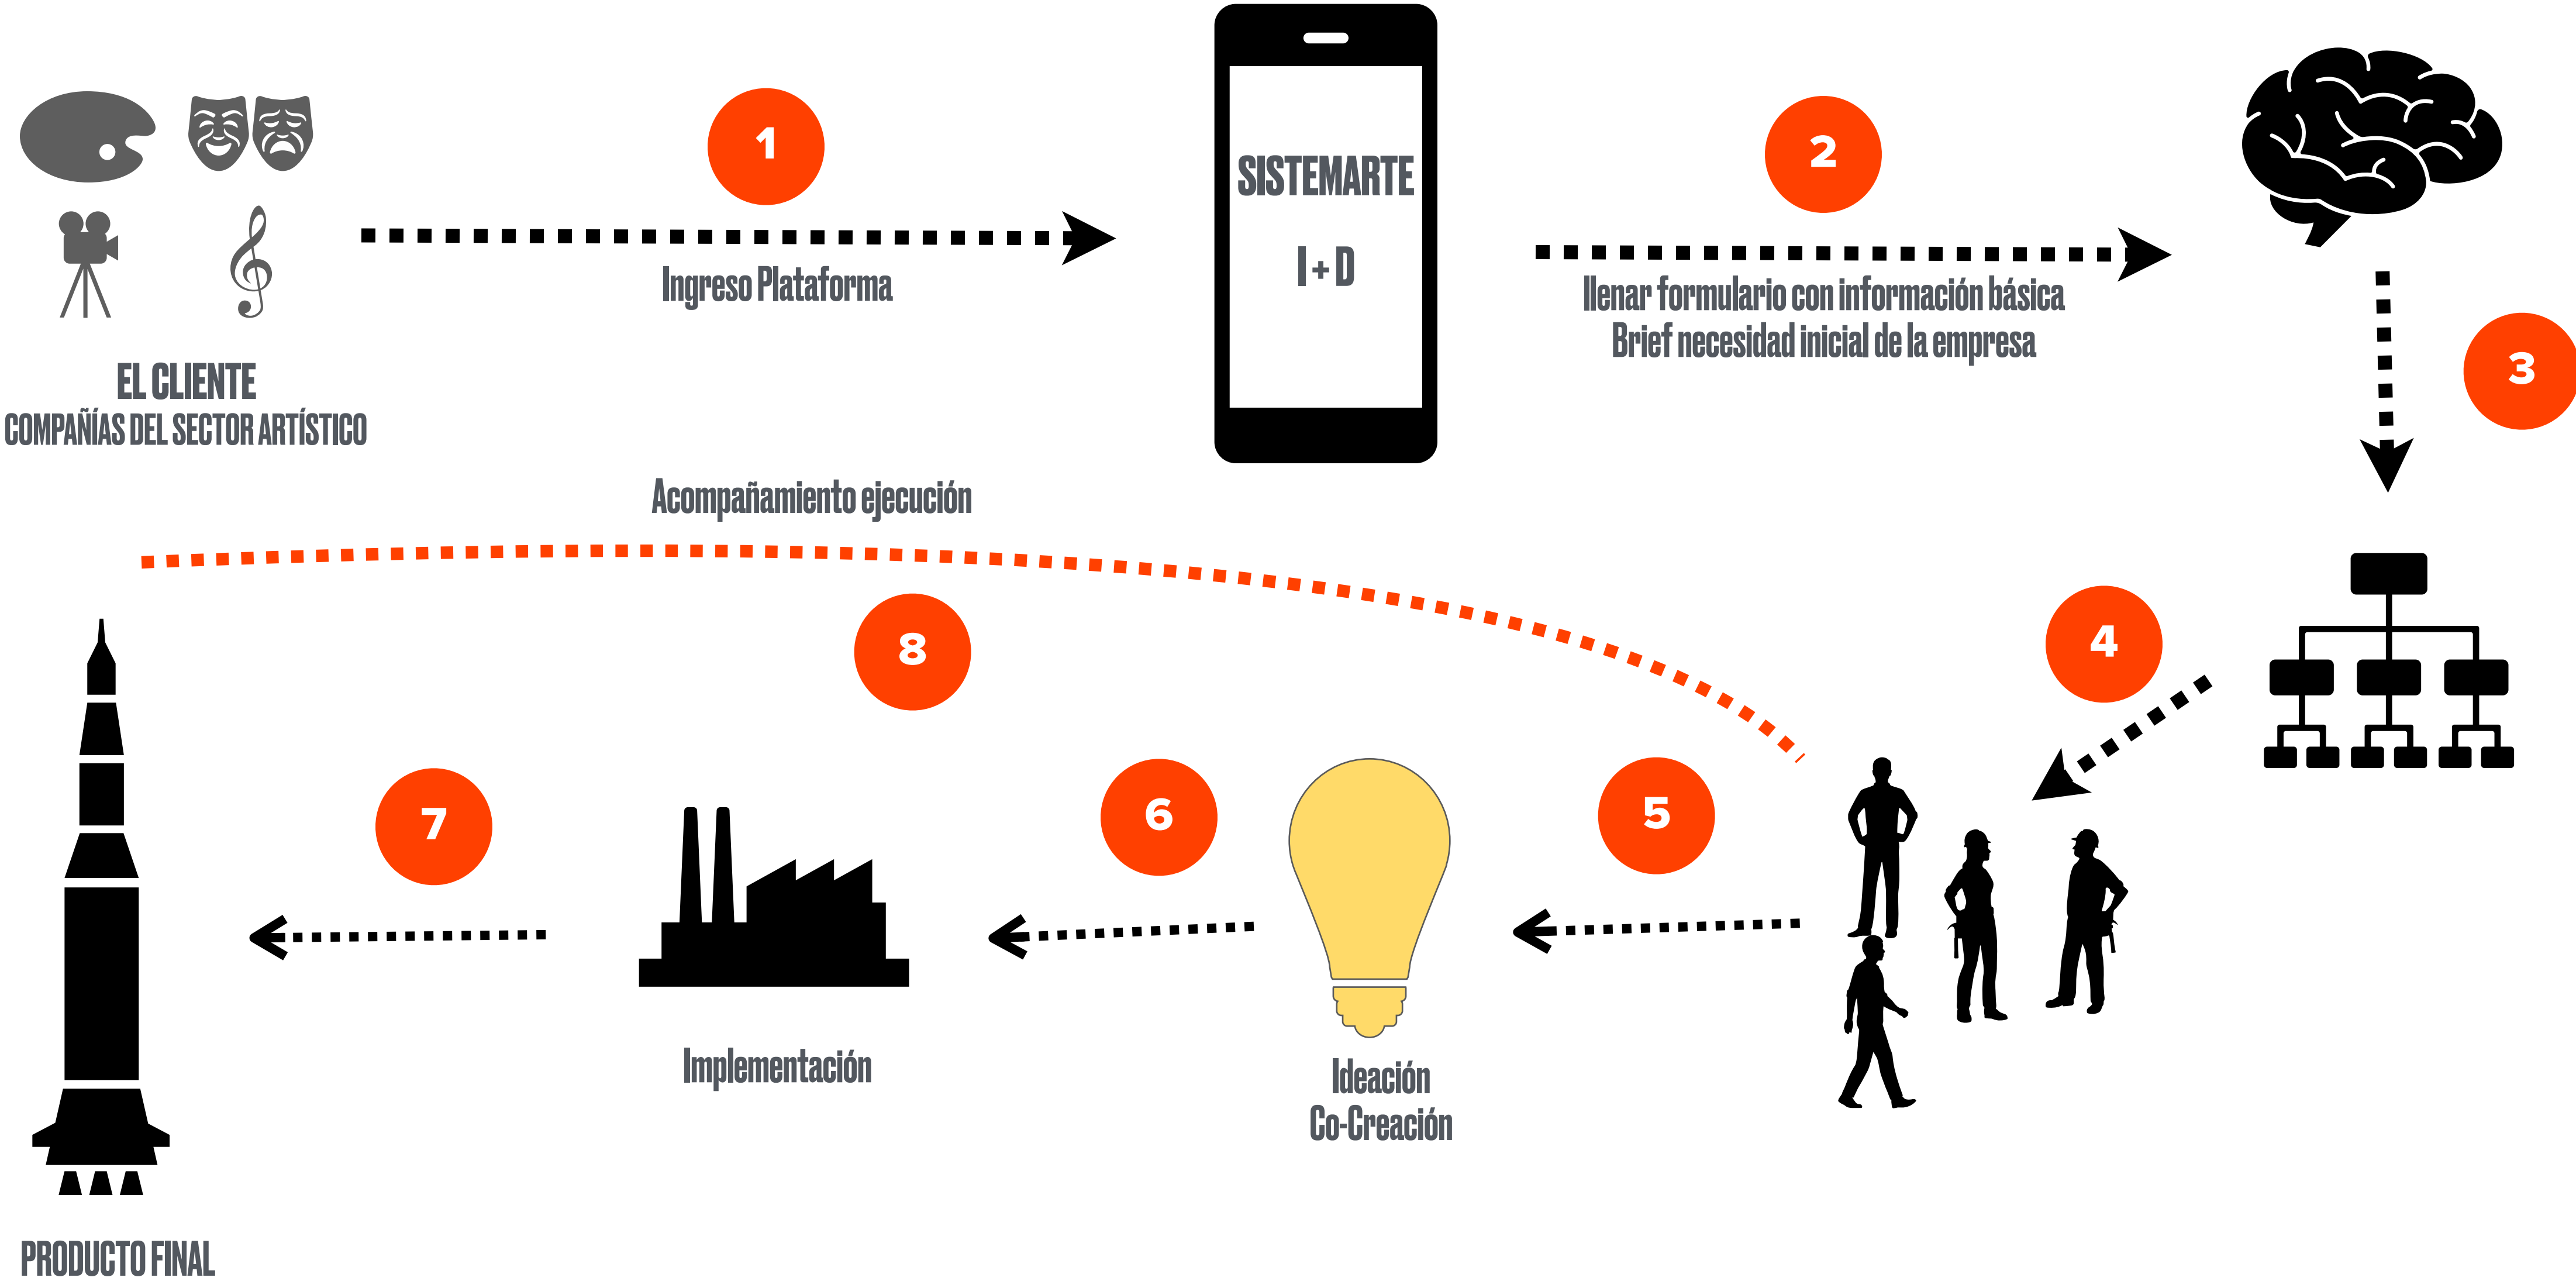 1
Ingreso Plataforma
SISTEMARTE
I + D
2
llenar formulario con información básica
Brief necesidad inicial de la empresa
3
EL CLIENTE
COMPAÑÍAS DEL SECTOR ARTÍSTICO
Acompañamiento ejecución
8
4
7
6
5
Implementación
Ideación
Co-Creación
PRODUCTO FINAL